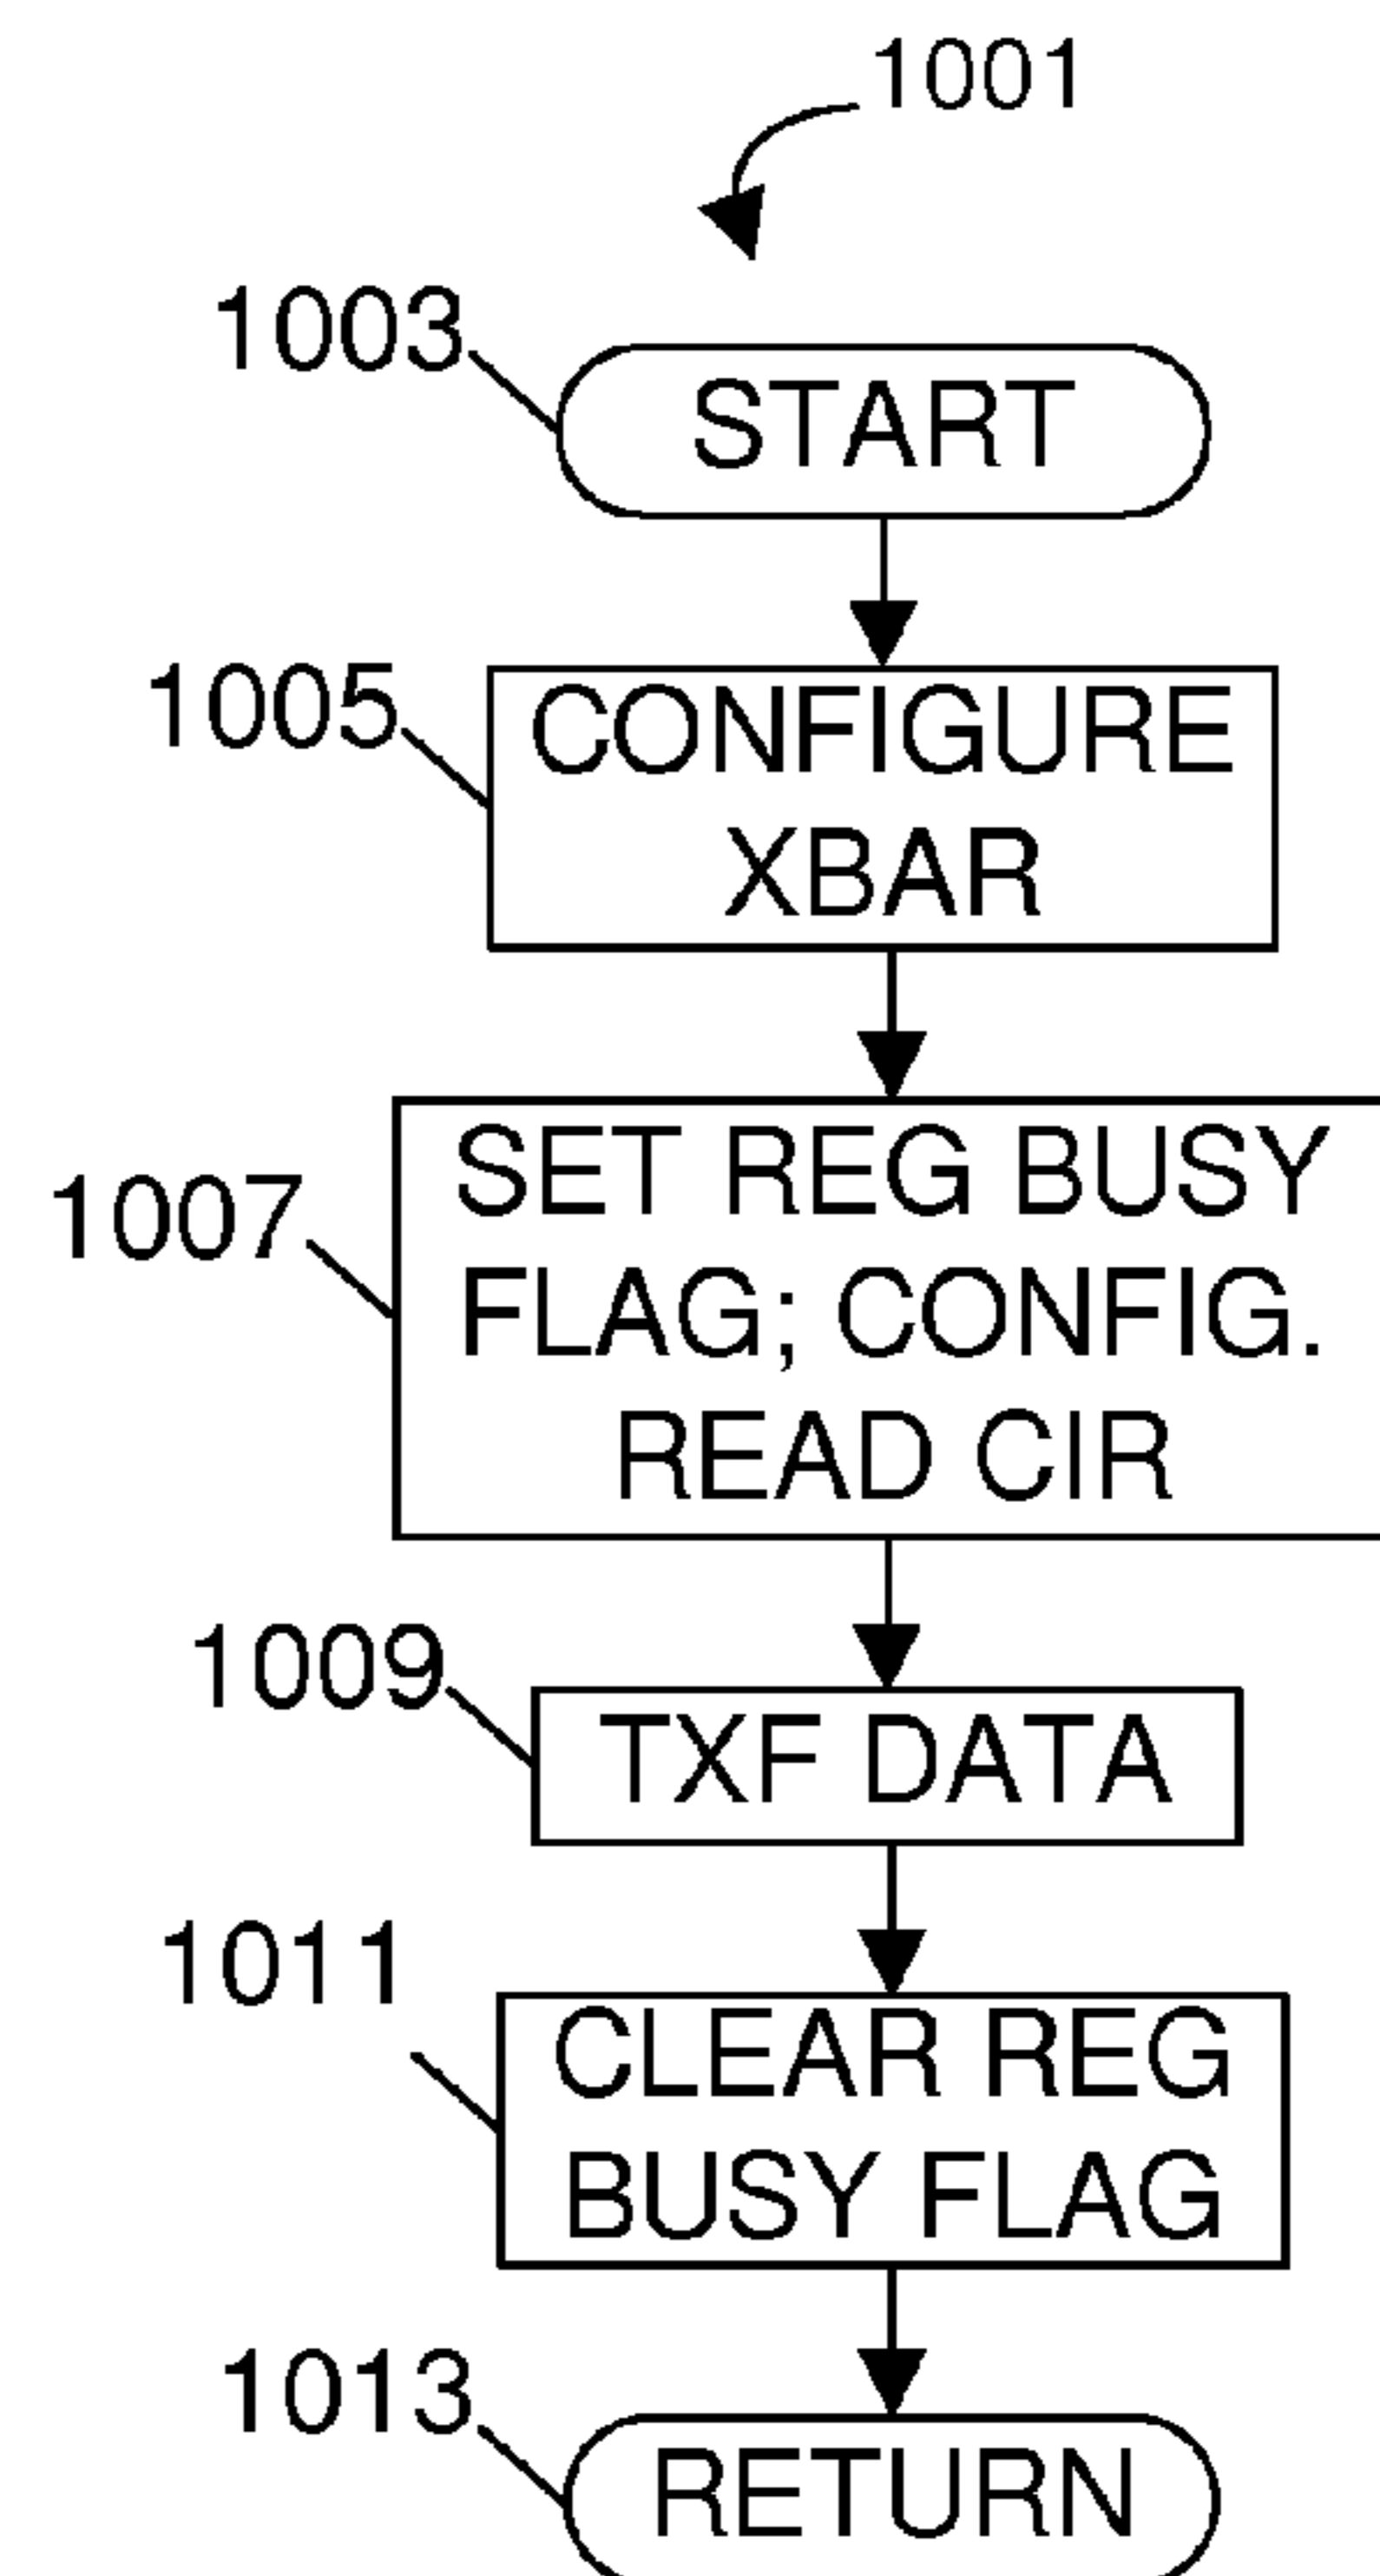 1001
1003
START
1005
CONFIGURE
XBAR
1007
SET REG BUSY
FLAG; CONFIG.
READ CIR
1009
TXF DATA
1011
CLEAR REG
BUSY FLAG
1013
RETURN